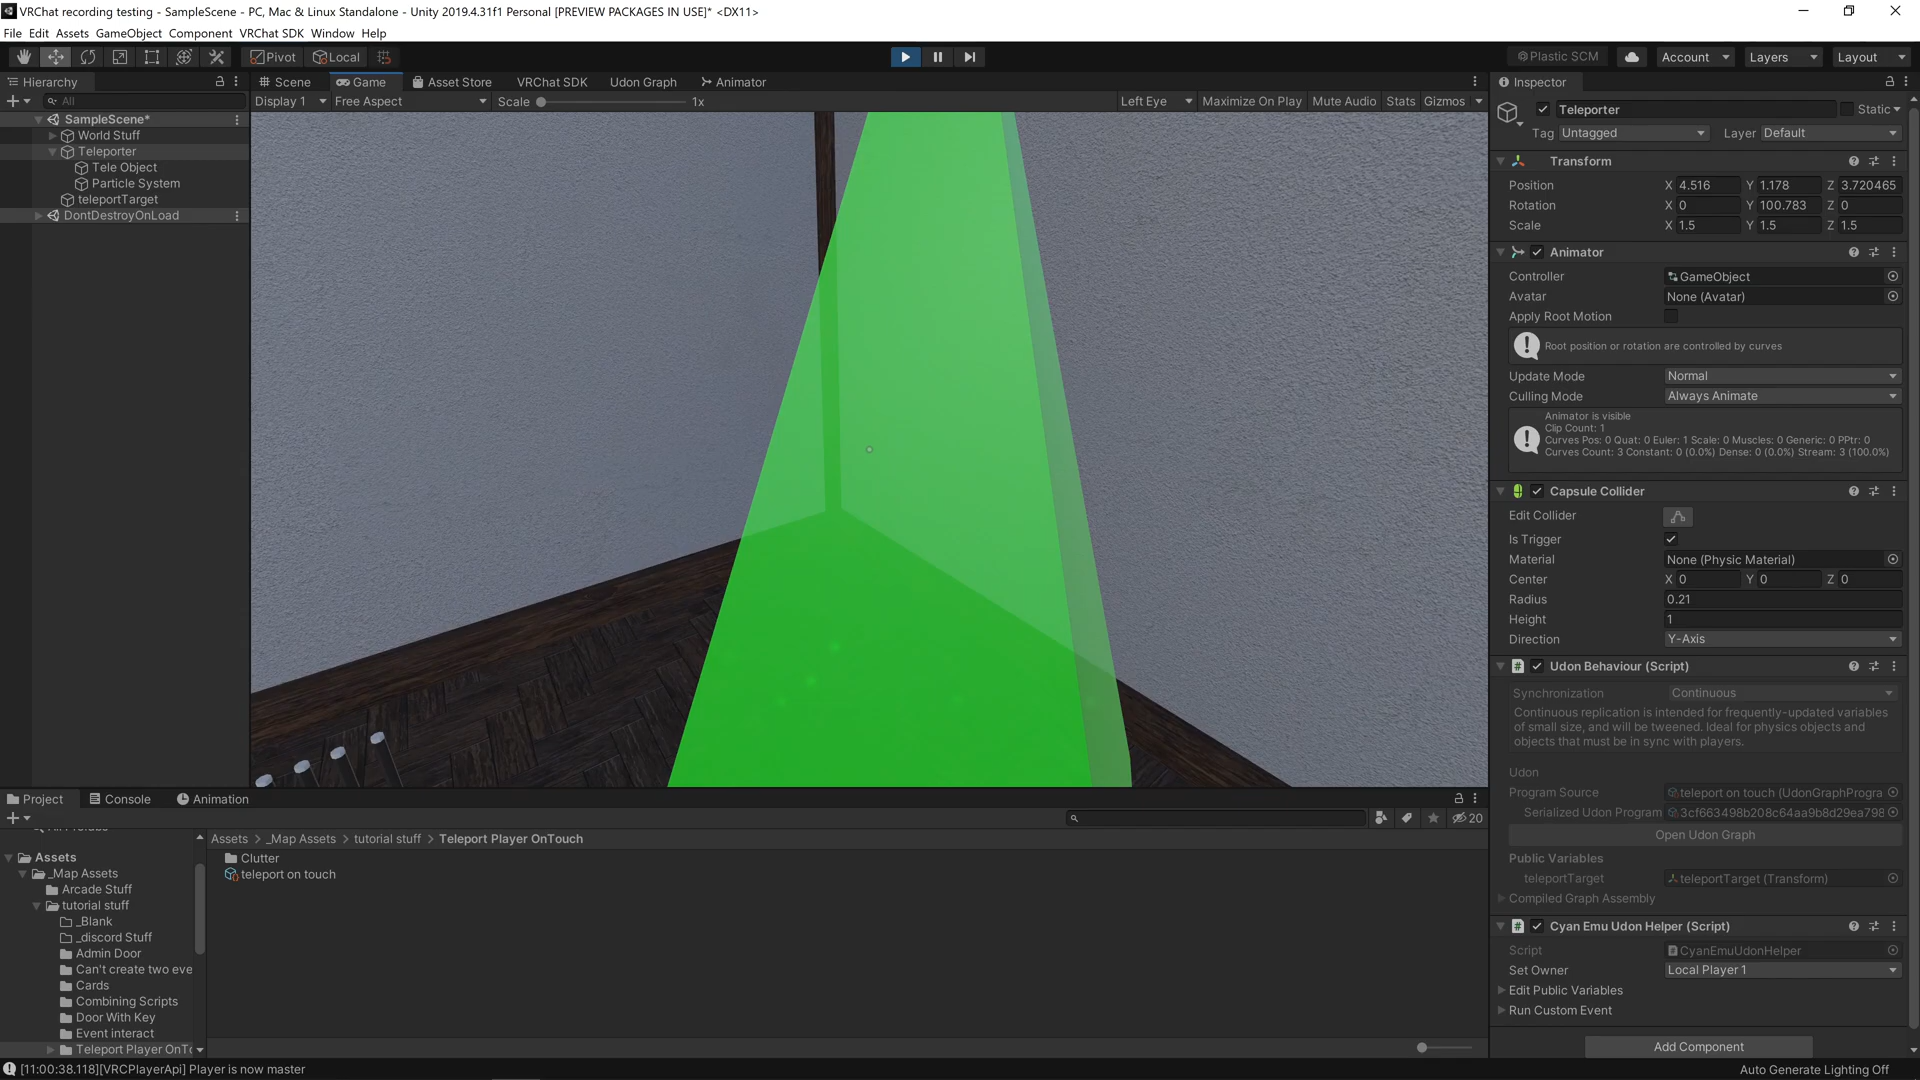 VRChat recording testing - SampleScene - PC, Mac & Linux Standalone - Unity 2019.4.31f1 Personal [PREVIEW PACKAGES IN USE]* <DX11>
File Edit Assets GameObject Component VRChat SDK Window Help
Pivot Local Plastic SCM Account Layers Layout
Hierarchy Scene Game Asset Store VRChat SDK Udon Graph Animator Inspector
All Display 1 Free Aspect Scale 1x Left Eye Maximize On Play Mute Audio Stats Gizmos
SampleScene*
World Stuff
Teleporter
Tele Object
Particle System
teleportTarget
DontDestroyOnLoad
Teleporter Static
Tag Untagged Layer Default
Transform
Position X 4.516 Y 1.178 Z 3.720465
Rotation X 0 Y 100.783 Z 0
Scale X 1.5 Y 1.5 Z 1.5
Animator
Controller GameObject
Avatar None (Avatar)
Apply Root Motion
Root position or rotation are controlled by curves
Update Mode Normal
Culling Mode Always Animate
Animator is visible
Clip Count: 1
Curves Pos: 0 Quat: 0 Euler: 1 Scale: 0 Muscles: 0 Generic: 0 PPtr: 0
Curves Count: 3 Constant: 0 (0.0%) Dense: 0 (0.0%) Stream: 3 (100.0%)
Capsule Collider
Edit Collider
Is Trigger
Material None (Physic Material)
Center X 0 Y 0 Z 0
Radius 0.21
Height 1
Direction Y-Axis
Udon Behaviour (Script)
Synchronization Continuous
Continuous replication is intended for frequently-updated variables
of small size, and will be tweened. Ideal for physics objects and
objects that must be in sync with players.
Udon
Program Source teleport on touch (UdonGraphProgra
Serialized Udon Program 3cf663498b208c64aa9b8d29ea798
Open Udon Graph
Public Variables
teleportTarget teleportTarget (Transform)
Compiled Graph Assembly
Cyan Emu Udon Helper (Script)
Script CyanEmuUdonHelper
Set Owner Local Player 1
Edit Public Variables
Run Custom Event
Add Component
Project Console Animation
20
Assets > _Map Assets > tutorial stuff > Teleport Player OnTouch
Clutter
teleport on touch
Assets
_Map Assets
Arcade Stuff
tutorial stuff
_Blank
_discord Stuff
Admin Door
Can't create two eve
Cards
Combining Scripts
Door With Key
Event interact
Teleport Player OnTo
[11:00:38.118][VRCPlayerApi] Player is now master
Auto Generate Lighting Off